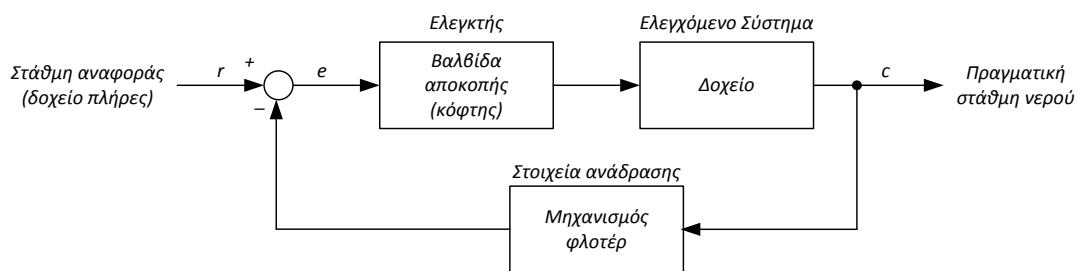 Ελεγκτής
Ελεγχόμενο Σύστημα
Στάθμη αναφοράς
(δοχείο πλήρες)
r
+
−
e
Βαλβίδα
αποκοπής
(κόφτης)
Δοχείο
c
Πραγματική
στάθμη νερού
Στοιχεία ανάδρασης
Μηχανισμός
φλοτέρ